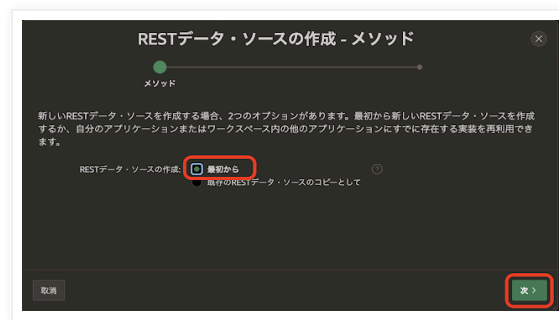 RESTデータ・ソースの作成 - メソッド
メソッド
新しいRESTデータ・ソースを作成する場合、2つのオプションがあります。最初から新しいRESTデータ・ソースを作成
するか、自分のアプリケーションまたはワークスペース内の他のアプリケーションにすでに存在する実装を再利用でき
ます。
RESTデータ・ソースの作成: 最初から
既存のRESTデータ・ソースのコピーとして
取消 次 >